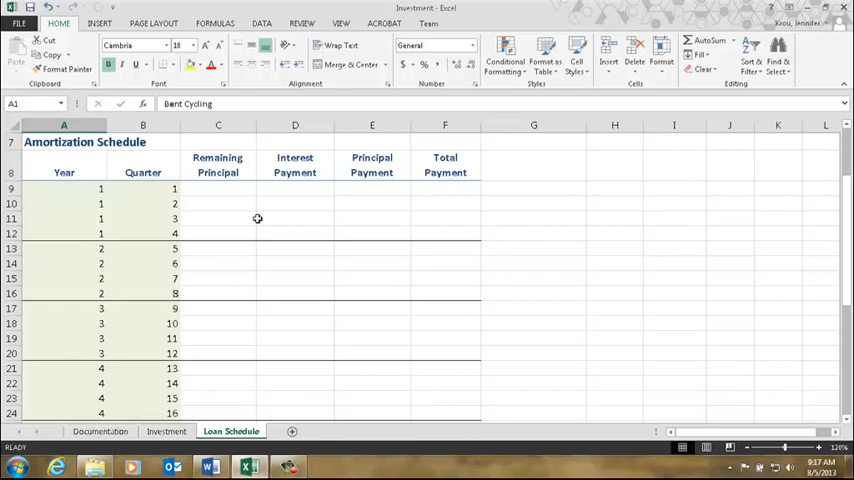 Investment - Excel
Krou, Jennifer
FILE HOME INSERT PAGE LAYOUT FORMULAS DATA REVIEW VIEW ACROBAT Team
Cut
Copy
Format Painter
Paste
Clipboard
Cambria 18
B I U
Font
Wrap Text
Merge & Center
Alignment
General
$ % ,
Number
Conditional Formatting
Format as Table
Cell Styles
Styles
Insert Delete Format
Cells
AutoSum
Fill
Clear
Sort & Filter
Find & Select
Editing
A1 fx Bent Cycling
A B C D E F G H I J K L
7 Amortization Schedule
8 Year Quarter Remaining Principal Interest Payment Principal Payment Total Payment
9 1 1
10 1 2
11 1 3
12 1 4
13 2 5
14 2 6
15 2 7
16 2 8
17 3 9
18 3 10
19 3 11
20 3 12
21 4 13
22 4 14
23 4 15
24 4 16
Documentation Investment Loan Schedule
READY 120%
9:17 AM
8/5/2013